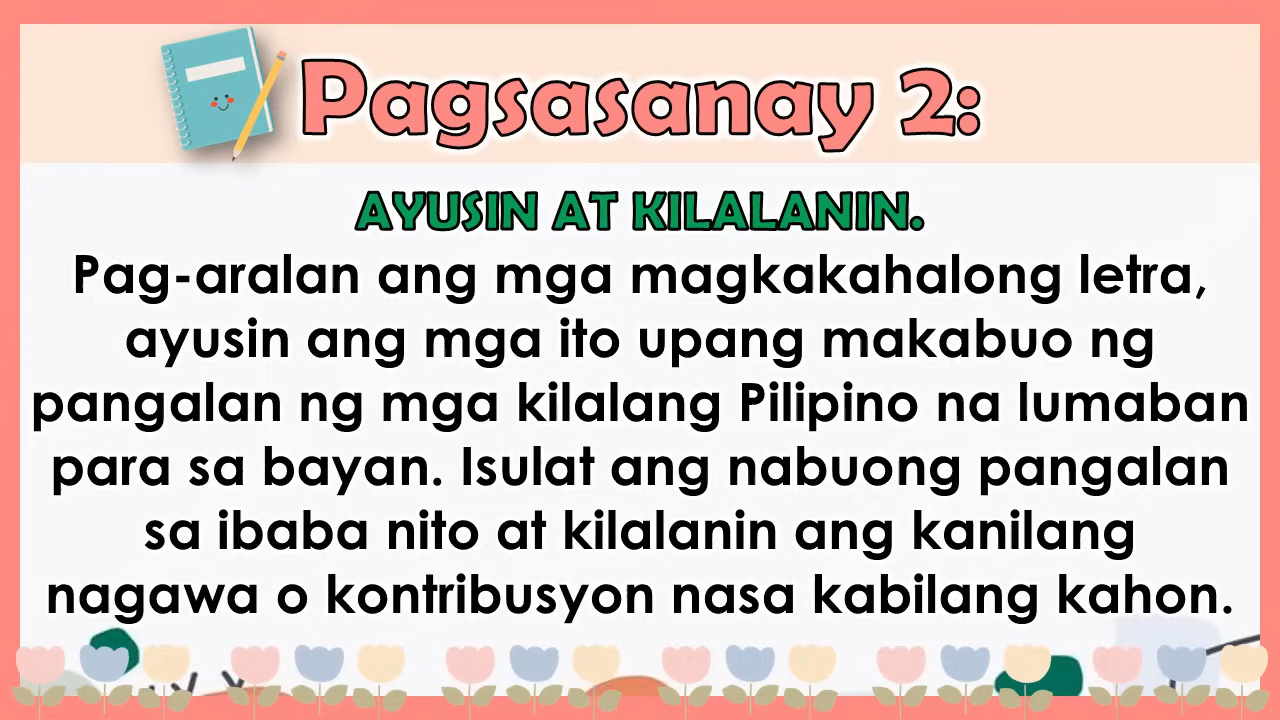 Pagsasanay 2:
AYUSIN AT KILALANIN.
Pag-aralan ang mga magkakahalong letra,
ayusin ang mga ito upang makabuo ng
pangalan ng mga kilalang Pilipino na lumaban
para sa bayan. Isulat ang nabuong pangalan
sa ibaba nito at kilalanin ang kanilang
nagawa o kontribusyon nasa kabilang kahon.